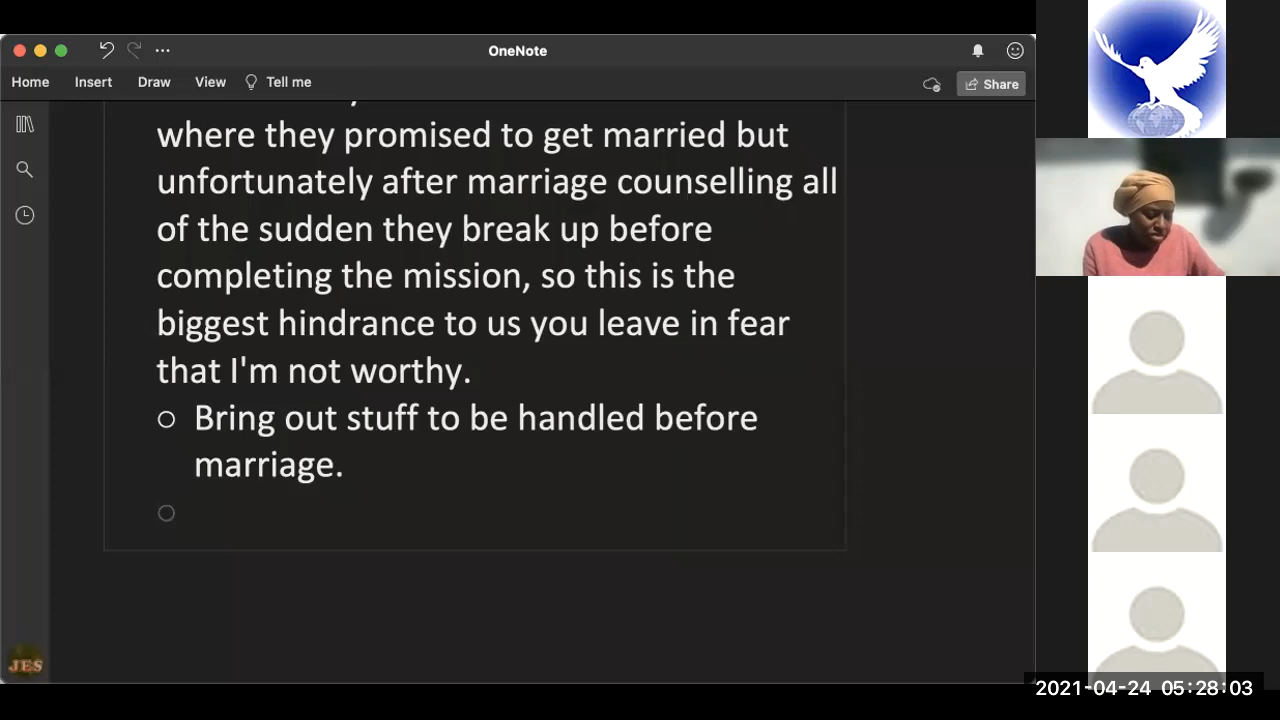 OneNote
Home Insert Draw View Tell me Share
where they promised to get married but
unfortunately after marriage counselling all
of the sudden they break up before
completing the mission, so this is the
biggest hindrance to us you leave in fear
that I'm not worthy.
Bring out stuff to be handled before
marriage.
JES
2021-04-24 05:28:03